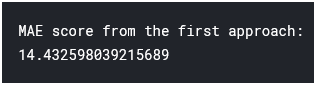 MAE score from the first approach:
14.432598039215689